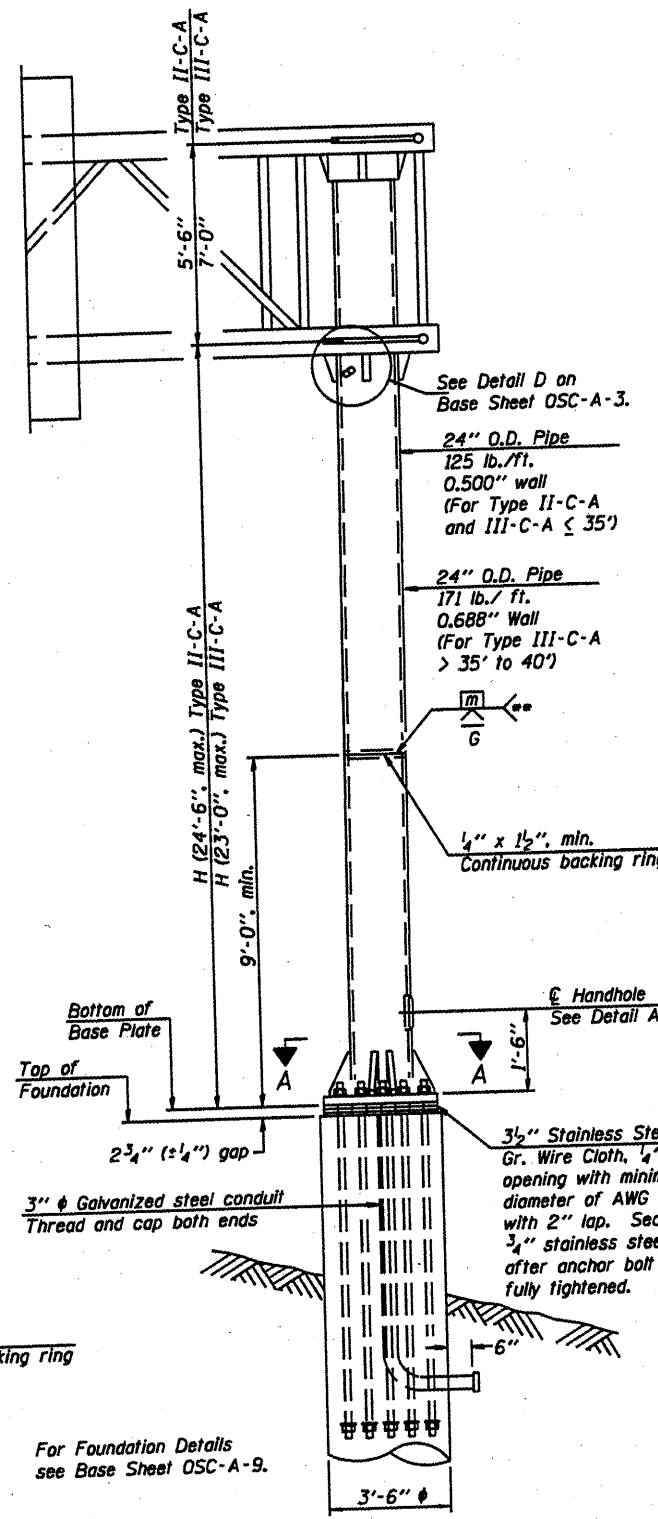 Type II-C-A
Type III-C-A
5'-6"
7'-0"
See Detail D on
Base Sheet OSC-A-3.
24" O.D. Pipe
125 lb./ft.
0.500" wall
(For Type II-C-A
and III-C-A ≤ 35')
24" O.D. Pipe
171 lb./ ft.
0.688" Wall
(For Type III-C-A
> 35' to 40')
m
G
**
H (24'-6", max.) Type II-C-A
H (23'-0", max.) Type III-C-A
9'-0", min.
1/4" x 1 1/2", min.
Continuous backing ring
℄ Handhole
See Detail A
1'-6"
Bottom of
Base Plate
A
A
Top of
Foundation
2 3/4" (±1/4") gap
3 1/2" Stainless Ste
Gr. Wire Cloth, 1/4"
opening with minim
diameter of AWG
with 2" lap. Sec
3/4" stainless stee
after anchor bolt
fully tightened.
3" ϕ Galvanized steel conduit
Thread and cap both ends
6"
king ring
For Foundation Details
see Base Sheet OSC-A-9.
3'-6" ϕ